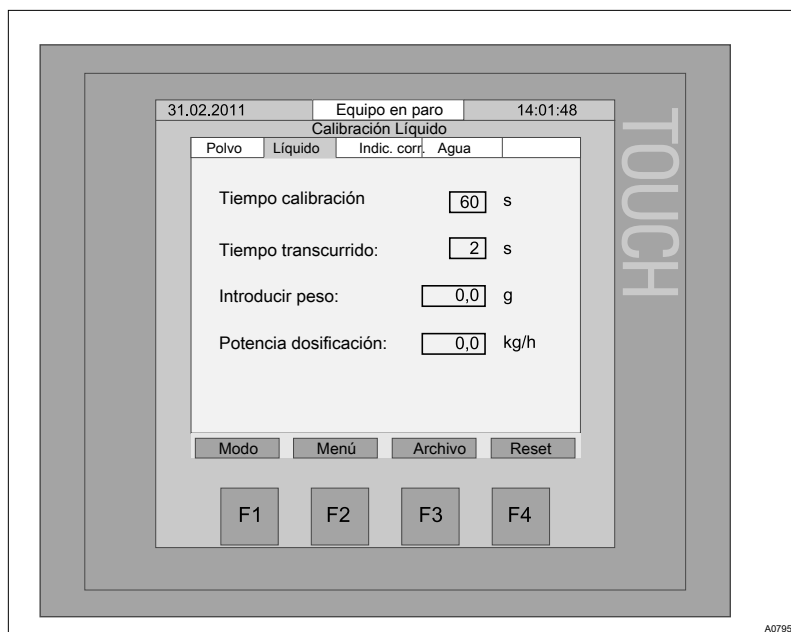 31.02.2011 Equipo en paro 14:01:48
Calibración Líquido
Polvo Líquido Indic. corr. Agua
Tiempo calibración 60 s
Tiempo transcurrido: 2 s
Introducir peso: 0,0 g
Potencia dosificación: 0,0 kg/h
Modo Menú Archivo Reset
F1 F2 F3 F4
TOUCH
A0795